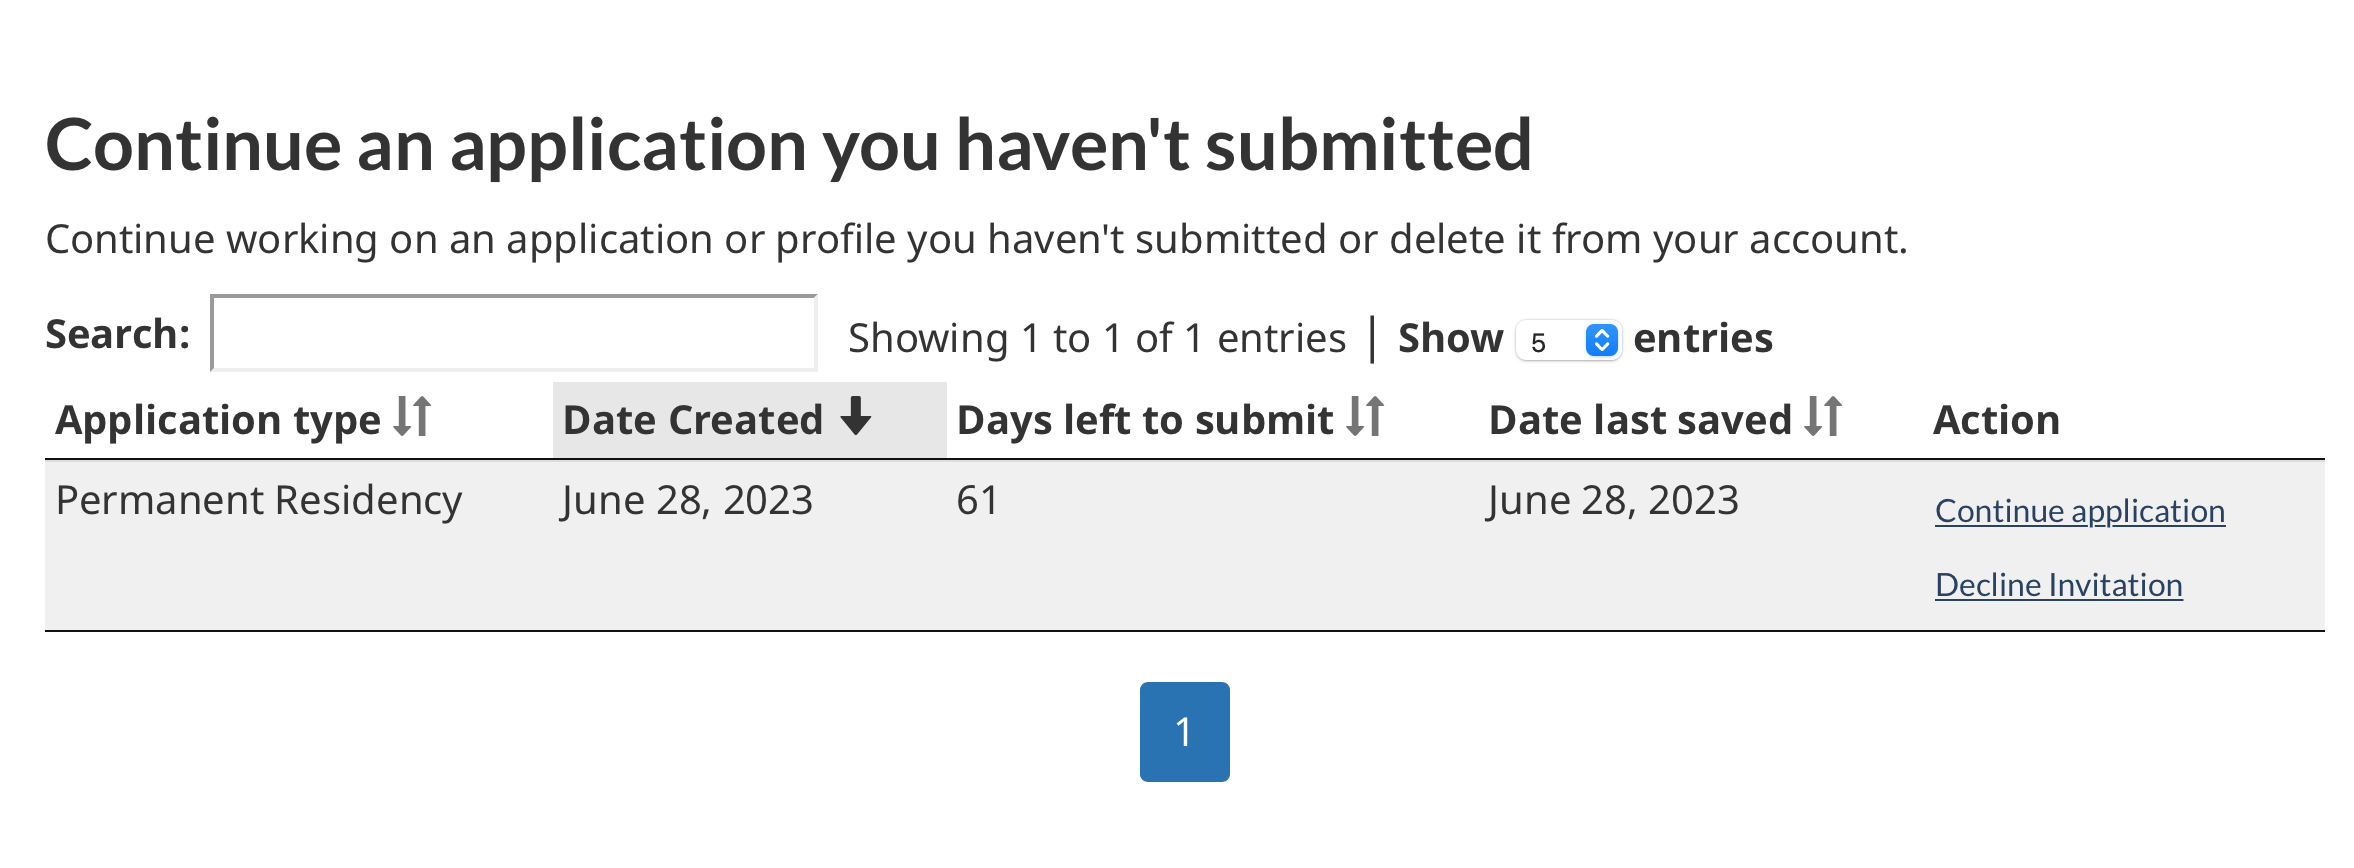 Continue an application you haven't submitted
Continue working on an application or profile you haven't submitted or delete it from your account.
Search: Showing 1 to 1 of 1 entries | Show 5 entries
Application type Date Created Days left to submit Date last saved Action
Permanent Residency June 28, 2023 61 June 28, 2023 Continue application
Decline Invitation
1